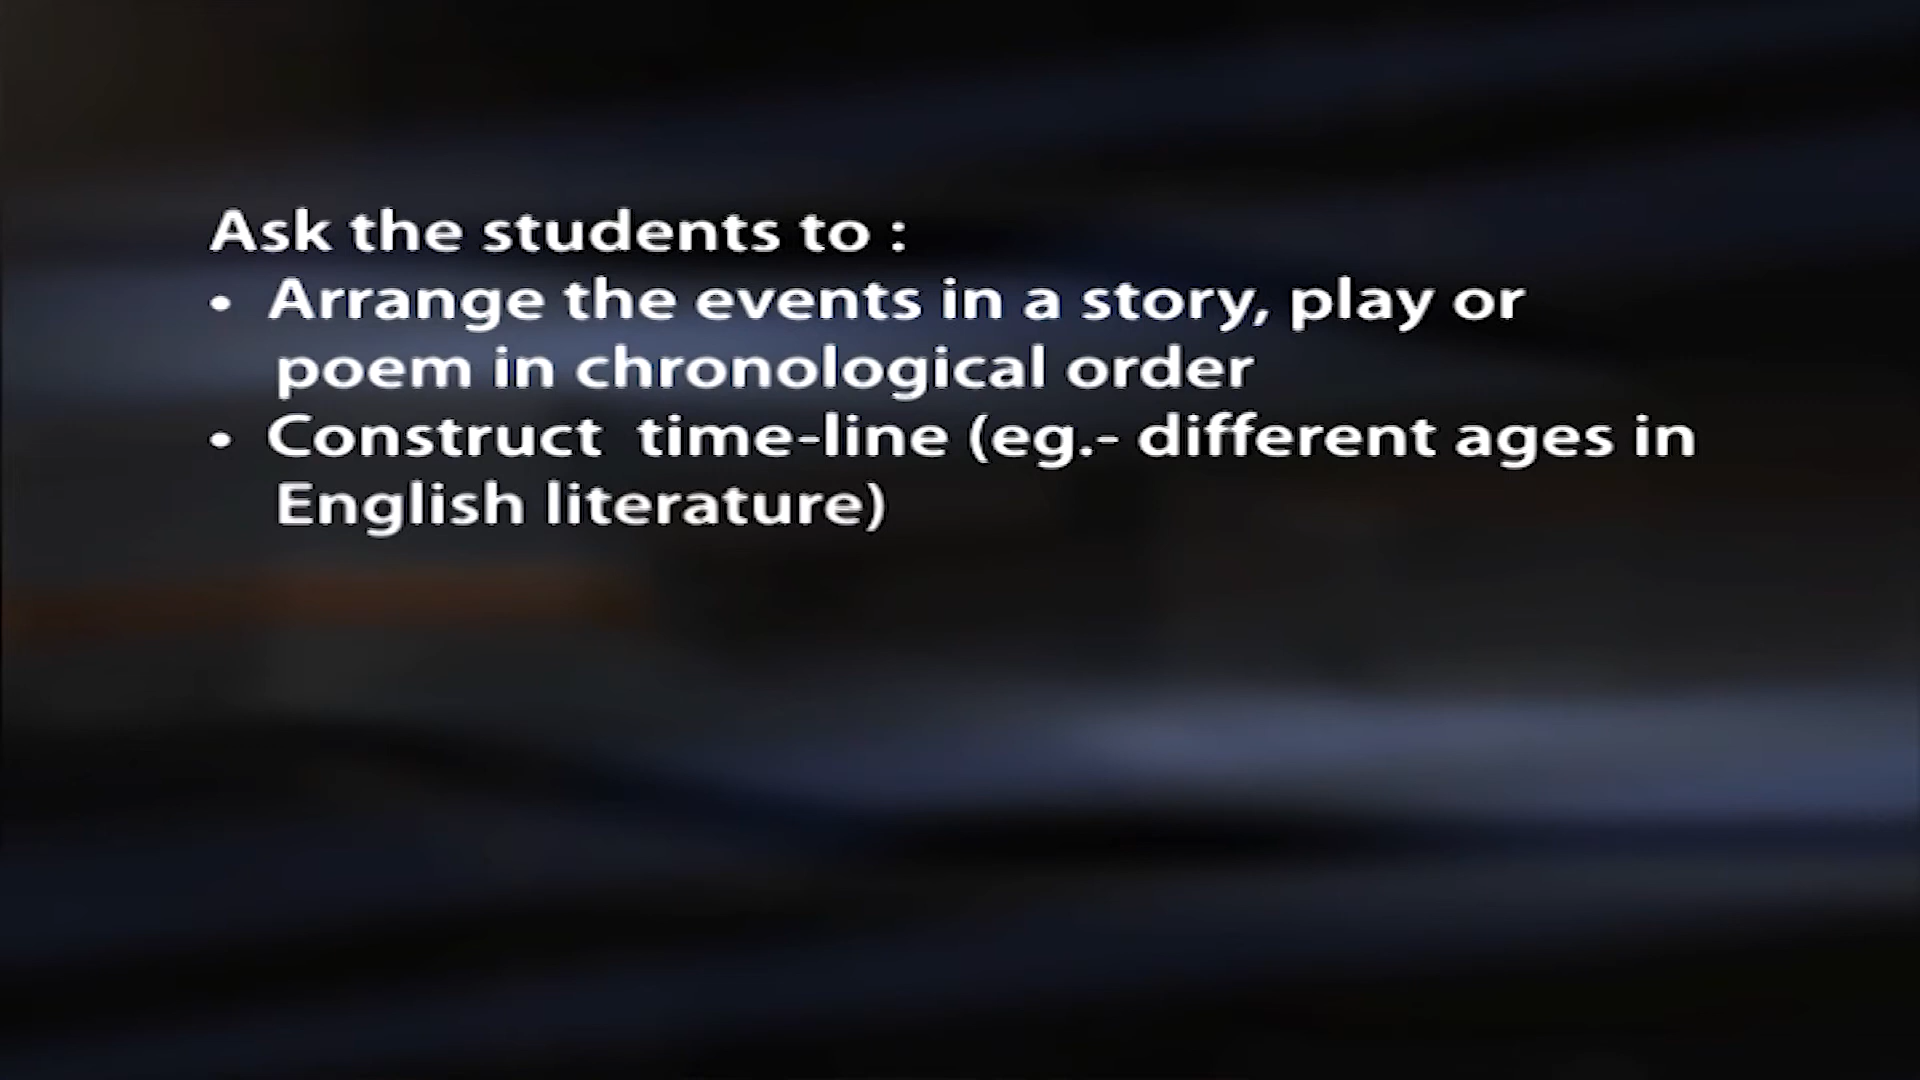 Ask the students to :
• Arrange the events in a story, play or
poem in chronological order
• Construct  time-line (eg.- different ages in
English literature)